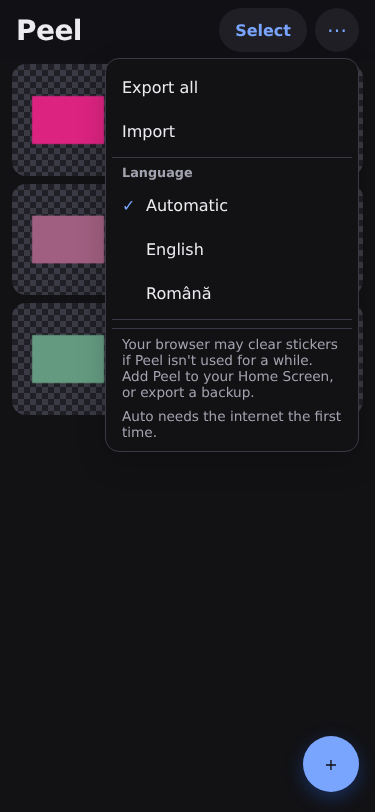 Peel
Select
⋯
Export all
Import
Language
✓ Automatic
English
Română
Your browser may clear stickers
if Peel isn't used for a while.
Add Peel to your Home Screen,
or export a backup.
Auto needs the internet the first
time.
+